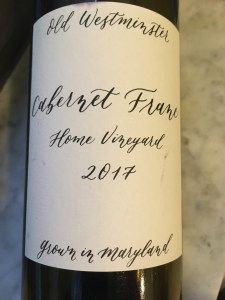 Old Westminster
Cabernet Franc
Home Vineyard
2017
Grown in Maryland